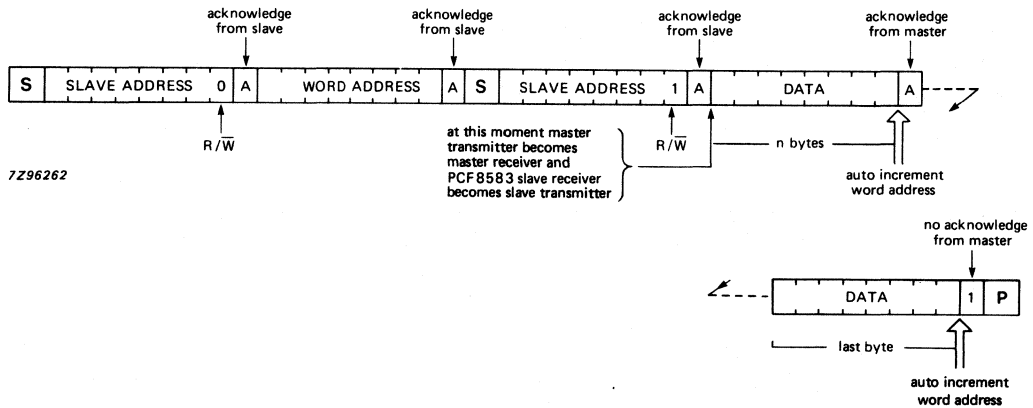 acknowledge from slave
acknowledge from slave
acknowledge from slave
acknowledge from master
S SLAVE ADDRESS 0 A WORD ADDRESS A S SLAVE ADDRESS 1 A DATA A
R/W̅
at this moment master
transmitter becomes
master receiver and
PCF8583 slave receiver
becomes slave transmitter
R/W̅
n bytes
auto increment
word address
7Z96262
no acknowledge
from master
DATA 1 P
last byte
auto increment
word address